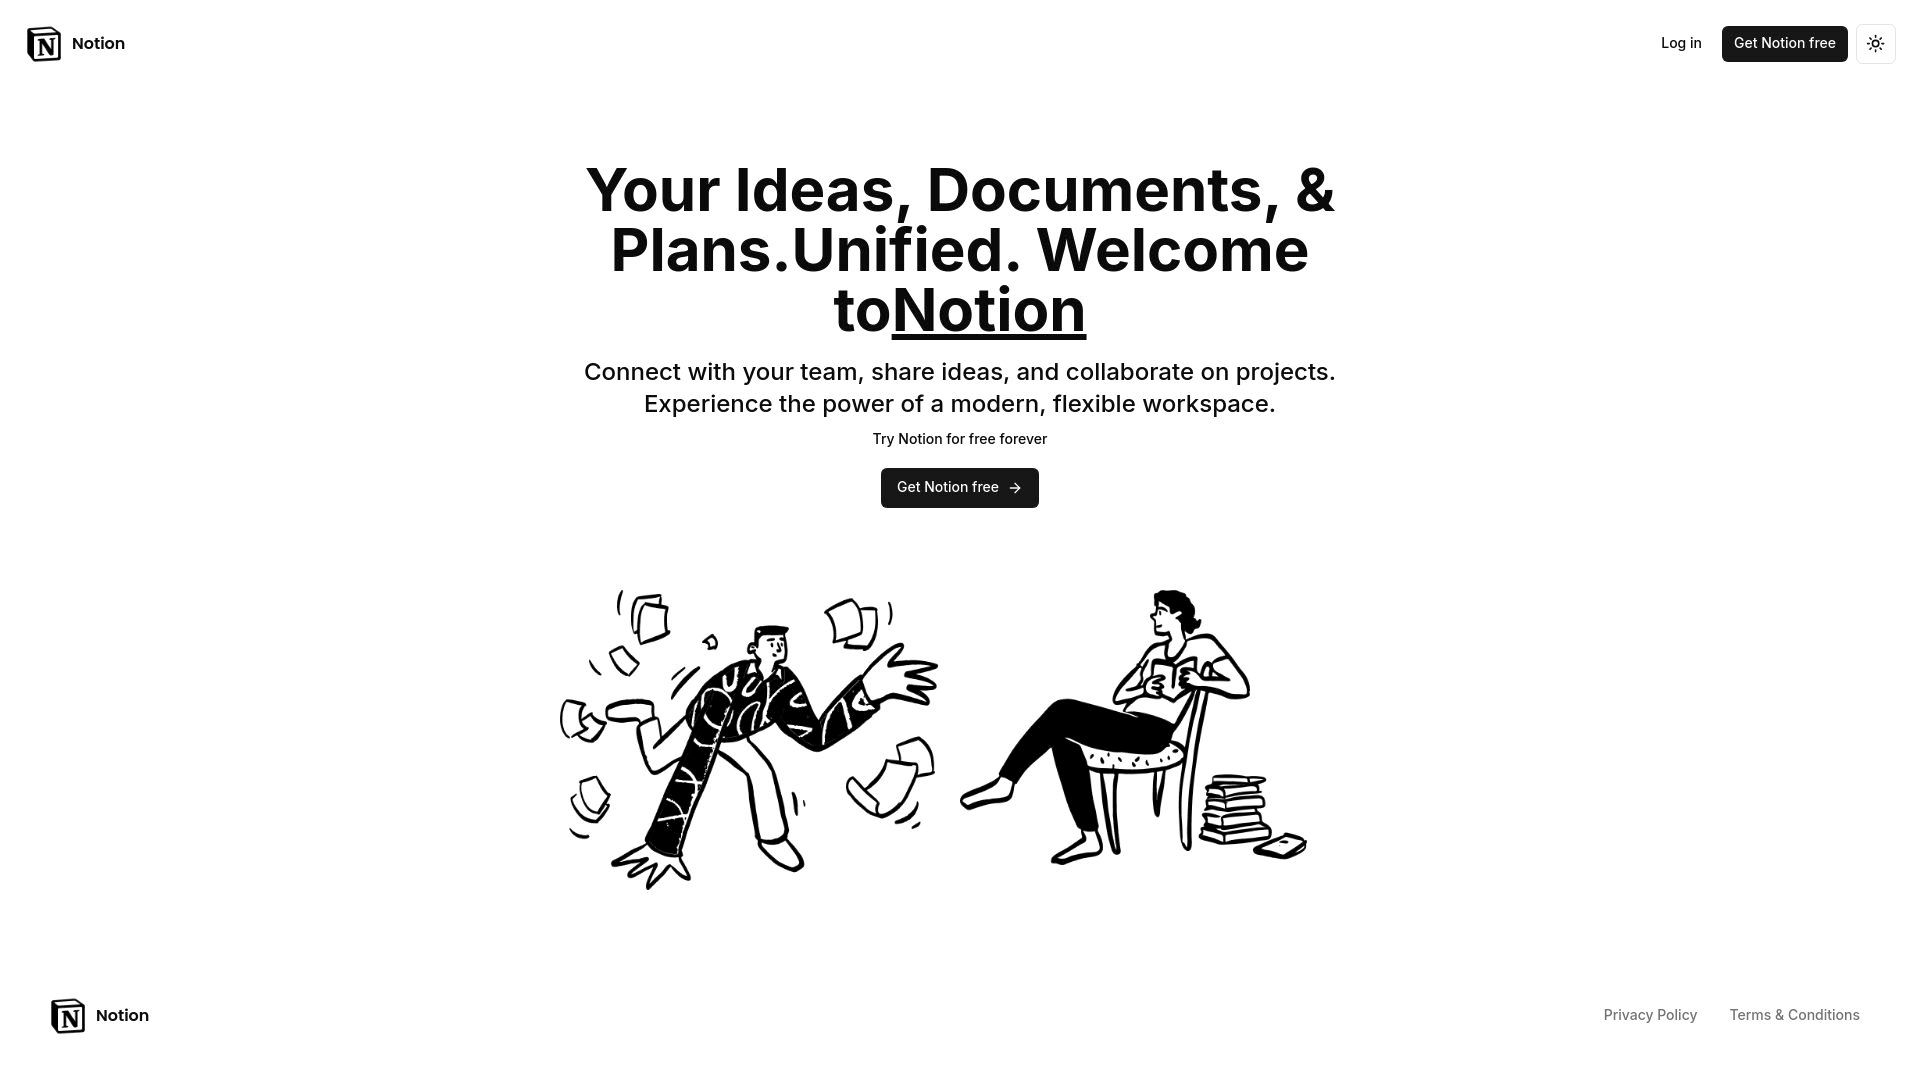 Notion
Log in
Get Notion free
Your Ideas, Documents, &
Plans.Unified. Welcome
toNotion
Connect with your team, share ideas, and collaborate on projects.
Experience the power of a modern, flexible workspace.
Try Notion for free forever
Get Notion free
Notion
Privacy Policy
Terms & Conditions